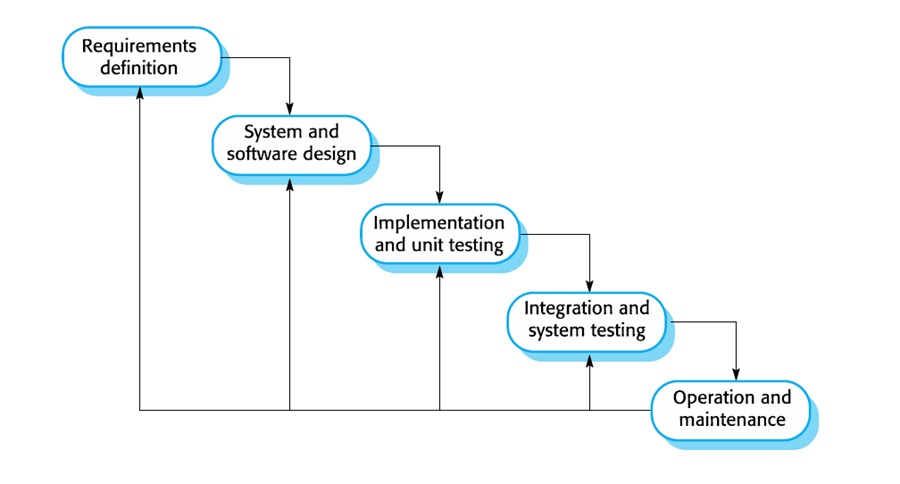 Requirements
definition
System and
software design
Implementation
and unit testing
Integration and
system testing
Operation and
maintenance